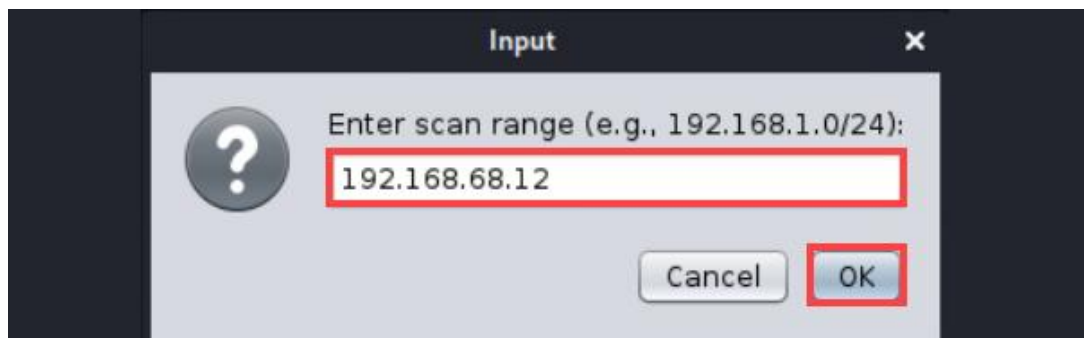 Input
×
?
Enter scan range (e.g., 192.168.1.0/24):
192.168.68.12
Cancel OK